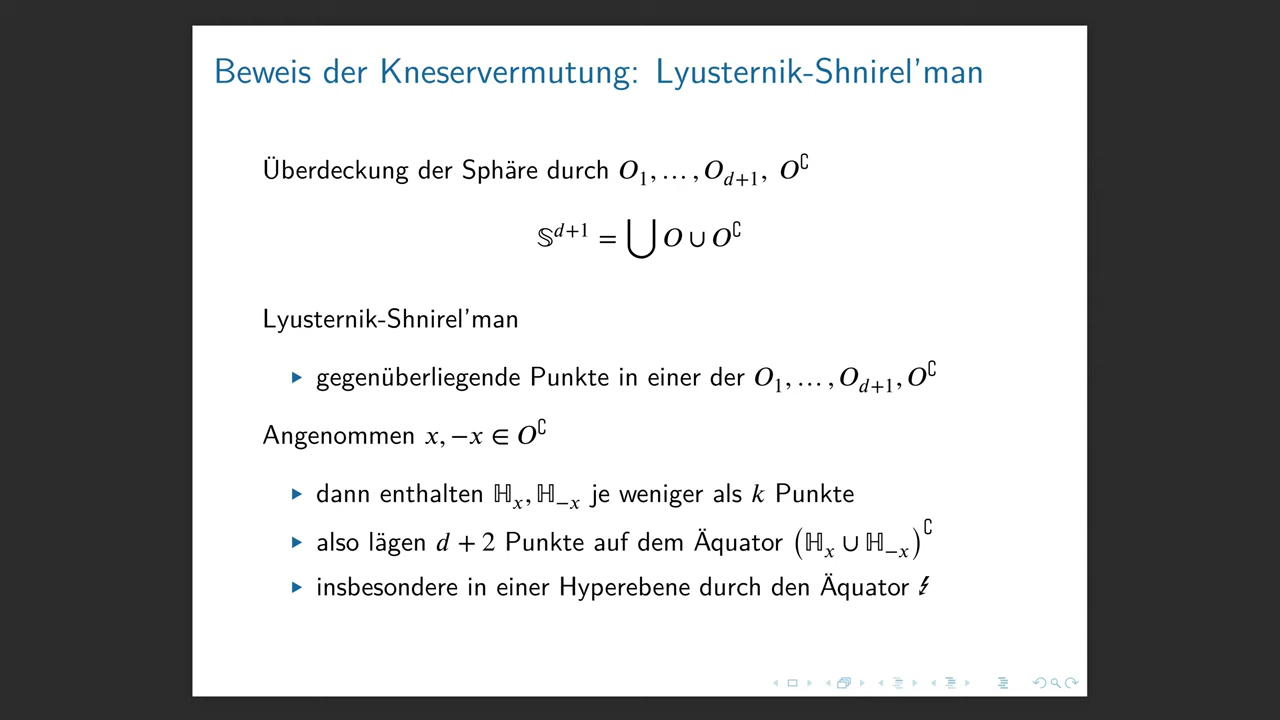 Beweis der Kneservermutung: Lyusternik-Shnirel'man
Überdeckung der Sphäre durch O₁, … , O_{d+1}, O^∁
𝕊^{d+1} = ⋃ O ∪ O^∁
Lyusternik-Shnirel'man
▶ gegenüberliegende Punkte in einer der O₁, … , O_{d+1}, O^∁
Angenommen x, −x ∈ O^∁
▶ dann enthalten ℍ_x, ℍ_{−x} je weniger als k Punkte
▶ also lägen d + 2 Punkte auf dem Äquator (ℍ_x ∪ ℍ_{−x})^∁
▶ insbesondere in einer Hyperebene durch den Äquator ↯